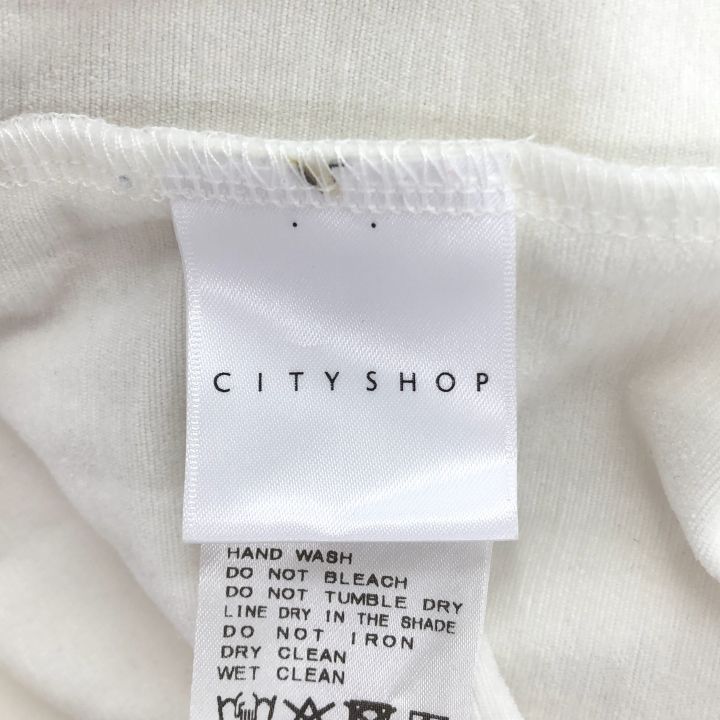 CITYSHOP
HAND WASH
DO NOT BLEACH
DO NOT TUMBLE DRY
LINE DRY IN THE SHADE
DO NOT IRON
DRY CLEAN
WET CLEAN